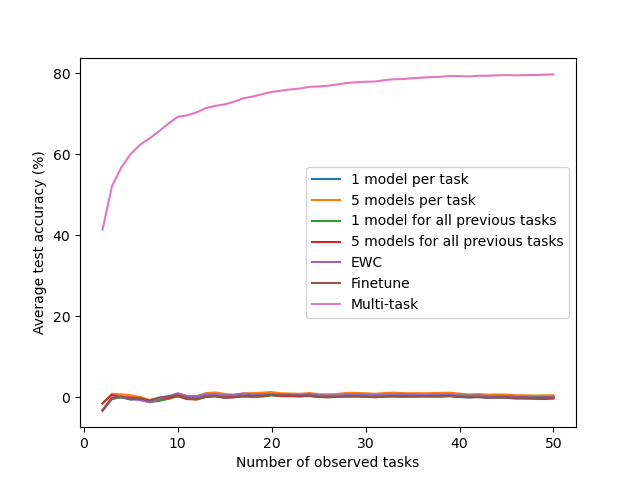 80
60
40
20
0
Average test accuracy (%)
1 model per task
5 models per task
1 model for all previous tasks
5 models for all previous tasks
EWC
Finetune
Multi-task
0 10 20 30 40 50
Number of observed tasks